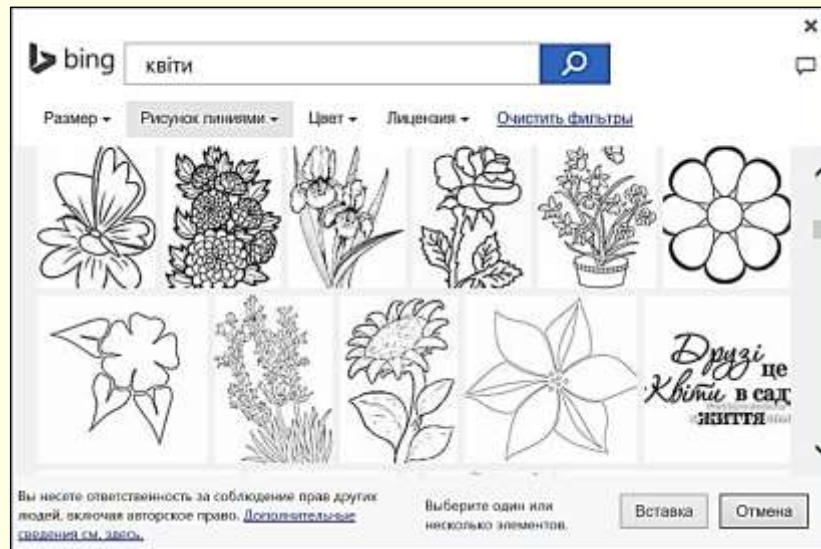 bing квіти
Размер Рисунок линиями Цвет Лицензия Очистить фильтры
Друзі
це
Квіти в сад
життя
Вы несете ответственность за соблюдение прав других
людей, включая авторское право. Дополнительные
сведения см. здесь.
Выберите один или
несколько элементов.
Вставка Отмена